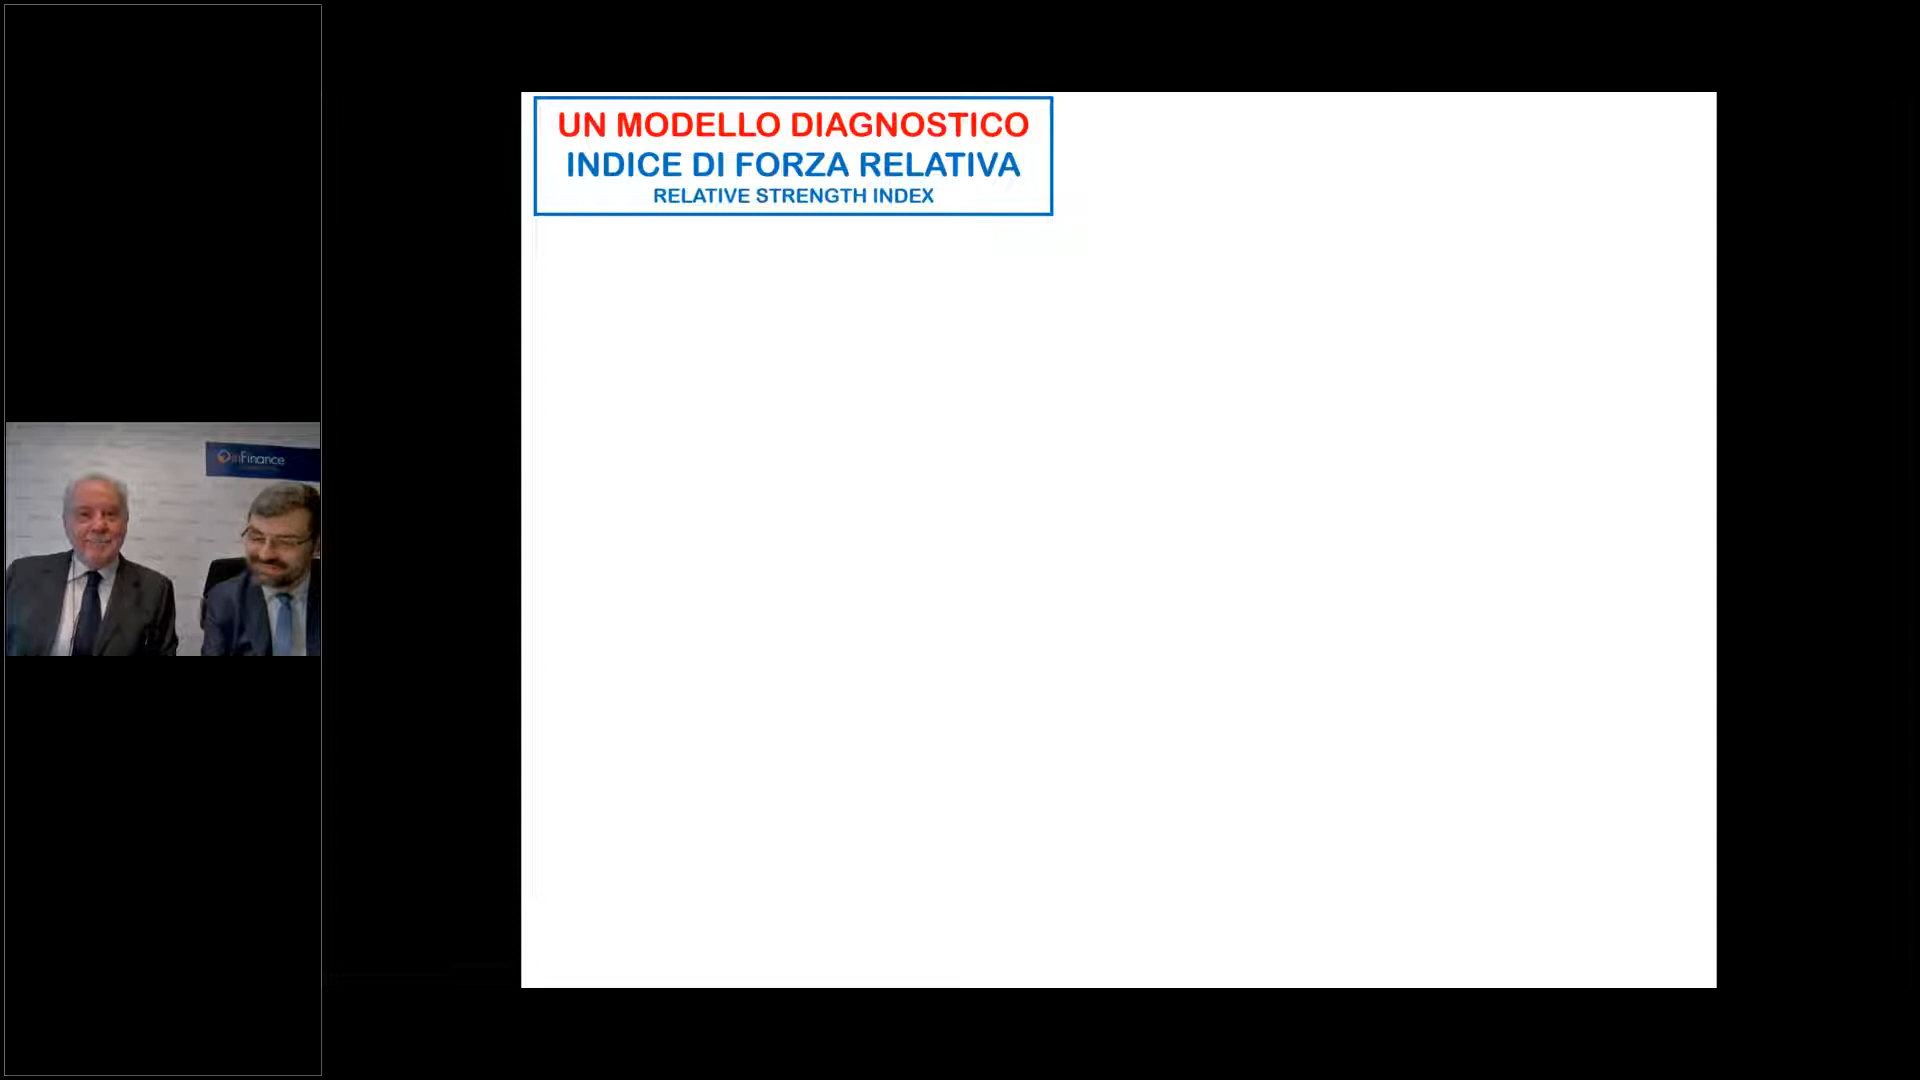 UN MODELLO DIAGNOSTICO
INDICE DI FORZA RELATIVA
RELATIVE STRENGTH INDEX
inFinance